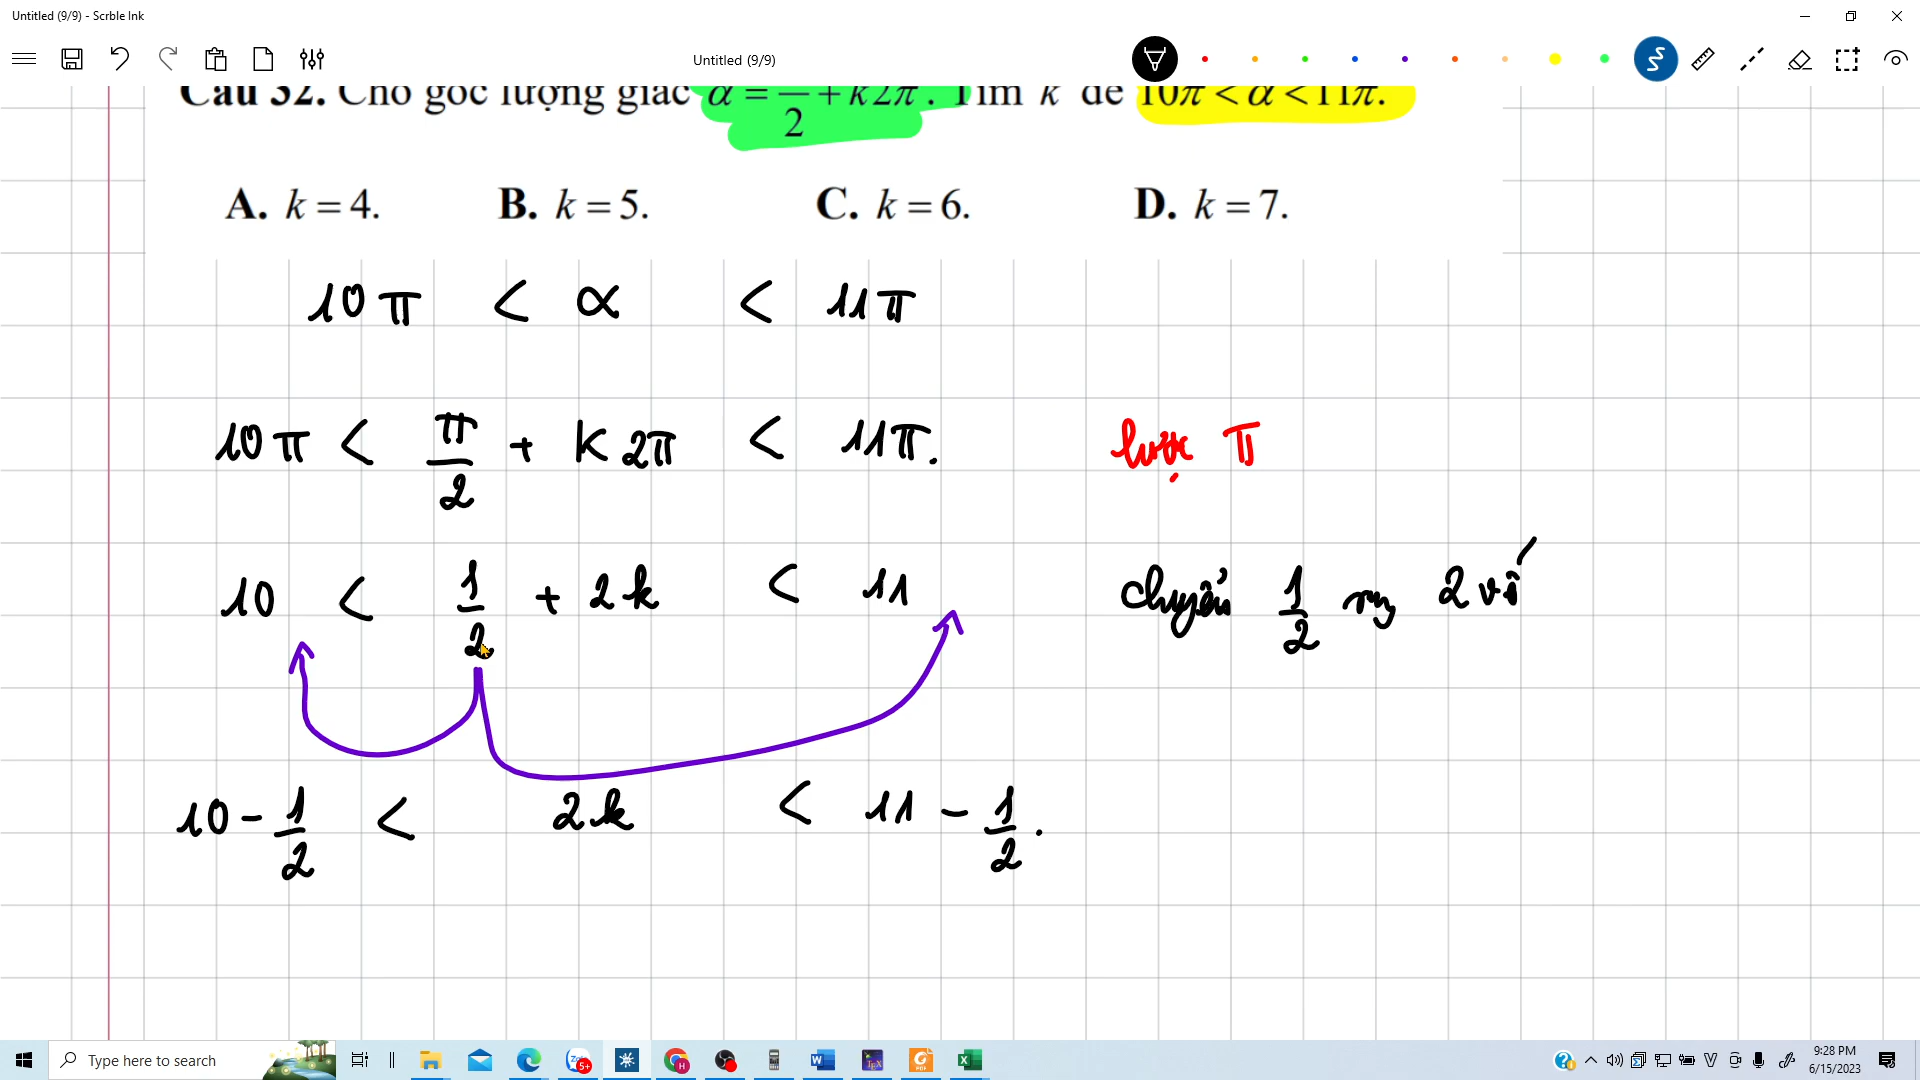 Untitled (9/9) - Scrble Ink
Untitled (9/9)
Câu 32. Cho góc lượng giác α = π/2 + k2π. Tìm k để 10π < α < 11π.
A. k = 4. B. k = 5. C. k = 6. D. k = 7.
10π < α < 11π
10π < π/2 + K2π < 11π. lược π
10 < 1/2 + 2k < 11 chuyển 1/2 sang 2 vế
10 - 1/2 < 2k < 11 - 1/2.
Type here to search
5+
9:28 PM
6/15/2023